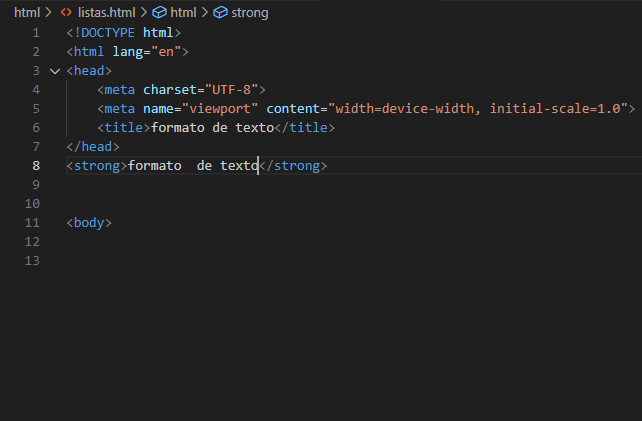 html > listas.html > html > strong
1 <!DOCTYPE html>
2 <html lang="en">
3 <head>
4     <meta charset="UTF-8">
5     <meta name="viewport" content="width=device-width, initial-scale=1.0">
6     <title>formato de texto</title>
7 </head>
8 <strong>formato  de texto</strong>
9
10
11 <body>
12
13